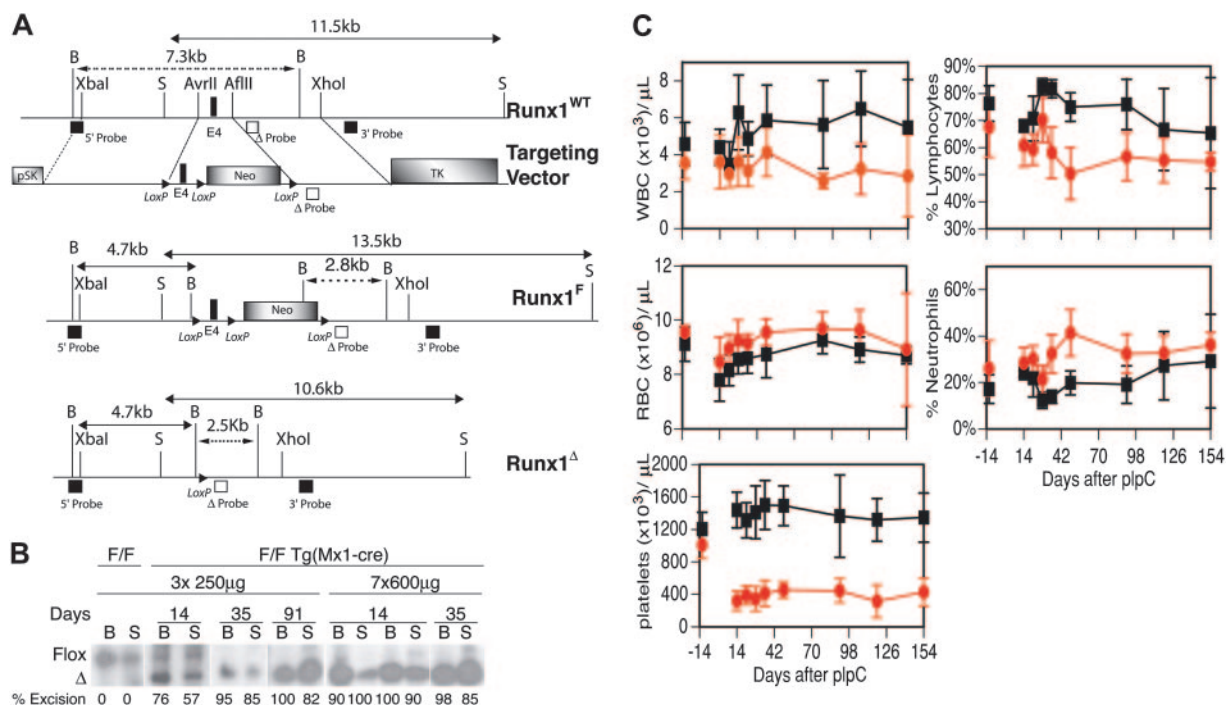 A
11.5kb
B
7.3kb
B
XbaI
S
AvrII
AflII
XhoI
S
Runx1WT
5' Probe
E4
Δ Probe
3' Probe
Targeting
Vector
pSK
Neo
TK
LoxP
E4
LoxP
LoxP
Δ Probe
13.5kb
B
4.7kb
B
2.8kb
B
S
XbaI
S
B
XhoI
Runx1F
Neo
5' Probe
LoxP
E4
LoxP
LoxP
Δ Probe
3' Probe
10.6kb
B
4.7kb
B
2.5Kb
B
XbaI
S
XhoI
S
Runx1Δ
5' Probe
LoxP
Δ Probe
3' Probe
B
F/F
F/F Tg(Mx1-cre)
3x 250µg
7x600µg
Days
14
35
91
14
35
B S B S B S B S B S B S B S
Flox
Δ
% Excision
0 0 76 57 95 85 100 82 90 100 100 90 98 85
C
WBC (x10³)/ µL
8
6
4
2
0
% Lymphocytes
90%
80%
70%
60%
50%
40%
30%
RBC (x10⁶)/ µL
12
10
8
6
% Neutrophils
60%
40%
20%
0%
-14 14 42 70 98 126 154
Days after pIpC
platelets (x10³)/ µL
2000
1600
1200
800
400
0
-14 14 42 70 98 126 154
Days after pIpC